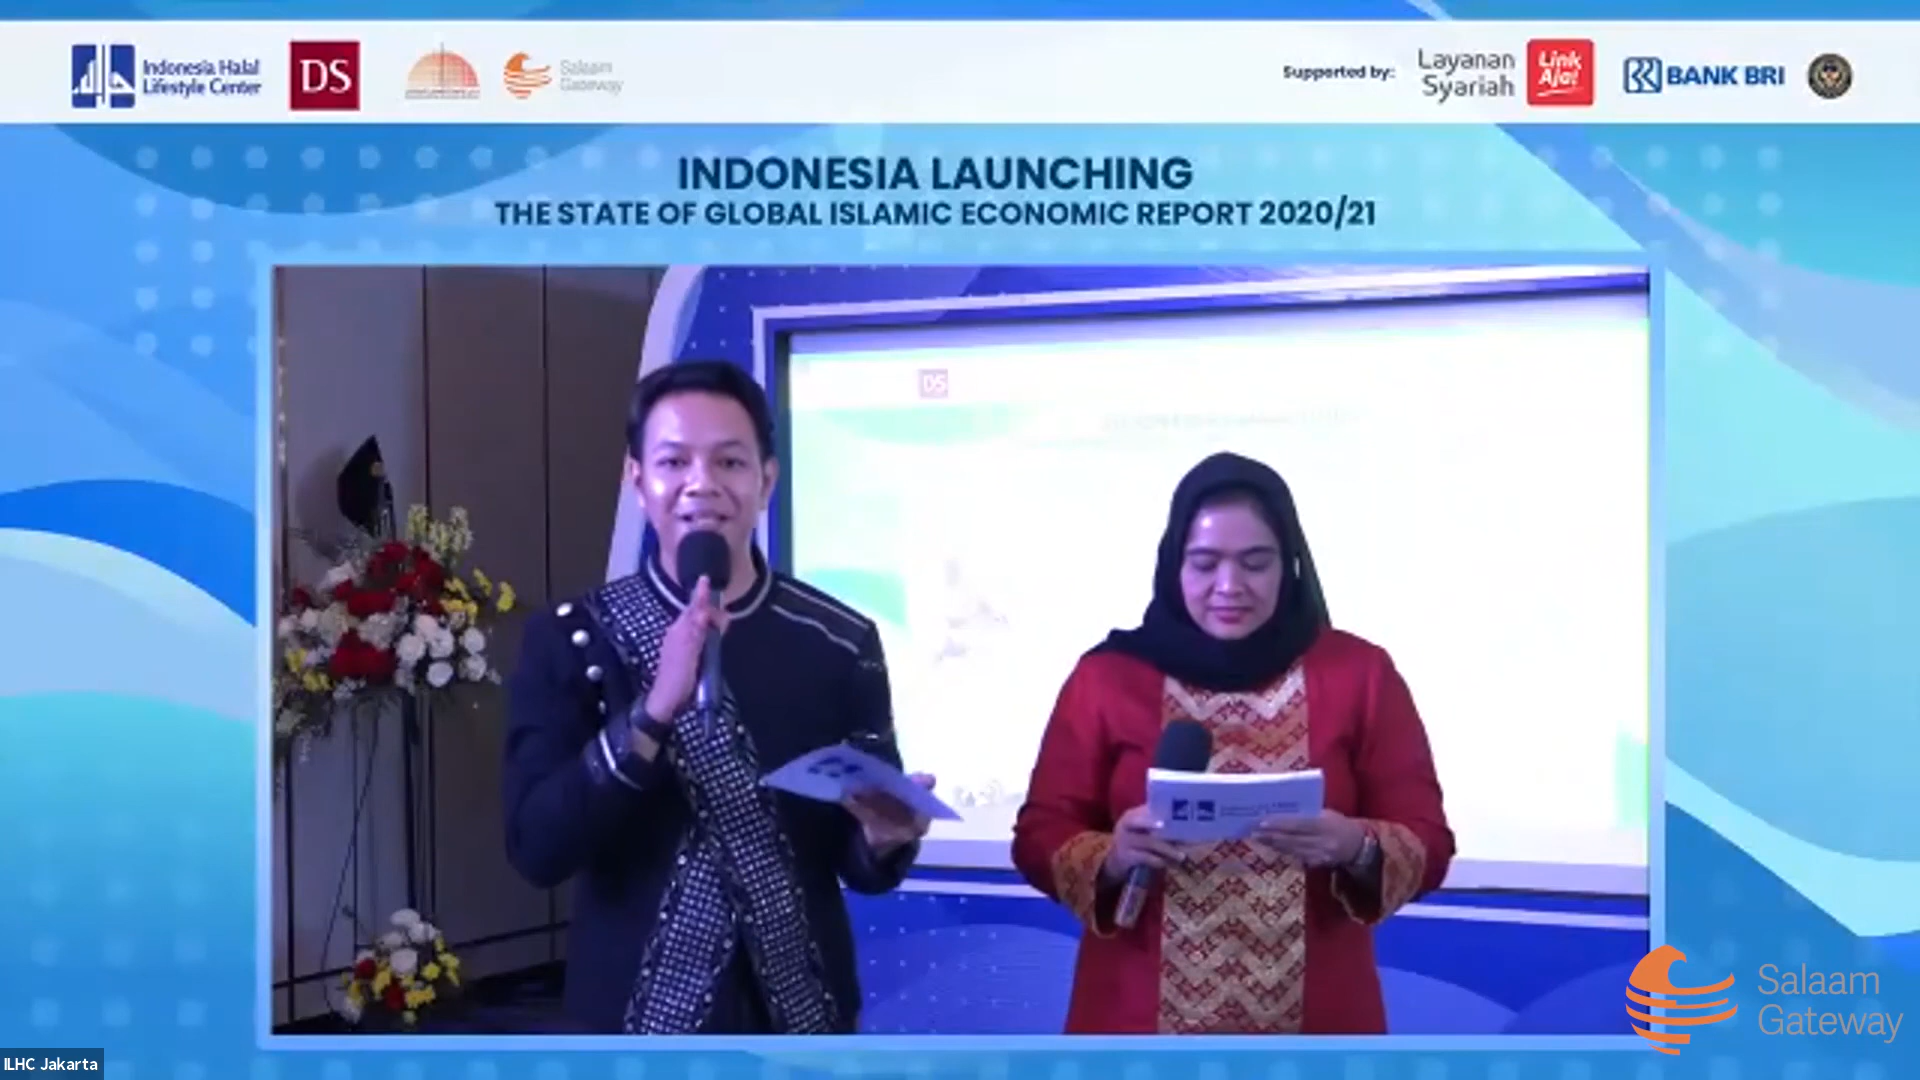 Indonesia Halal
Lifestyle Center
DS
Salaam
Gateway
Supported by:
Layanan
Syariah
Link
Aja!
BANK BRI
INDONESIA LAUNCHING
THE STATE OF GLOBAL ISLAMIC ECONOMIC REPORT 2020/21
DS
Salaam
Gateway
ILHC Jakarta